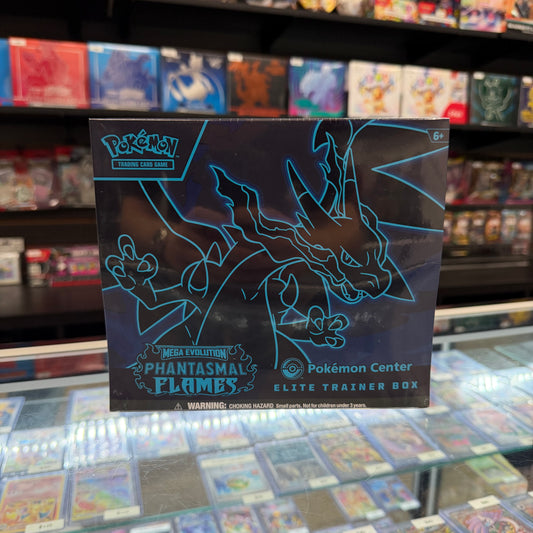 Pokémon
TRADING CARD GAME
6+
MEGA EVOLUTION
PHANTASMAL
FLAMES
Pokémon Center
ELITE TRAINER BOX
WARNING: CHOKING HAZARD Small parts. Not for children under 3 years.